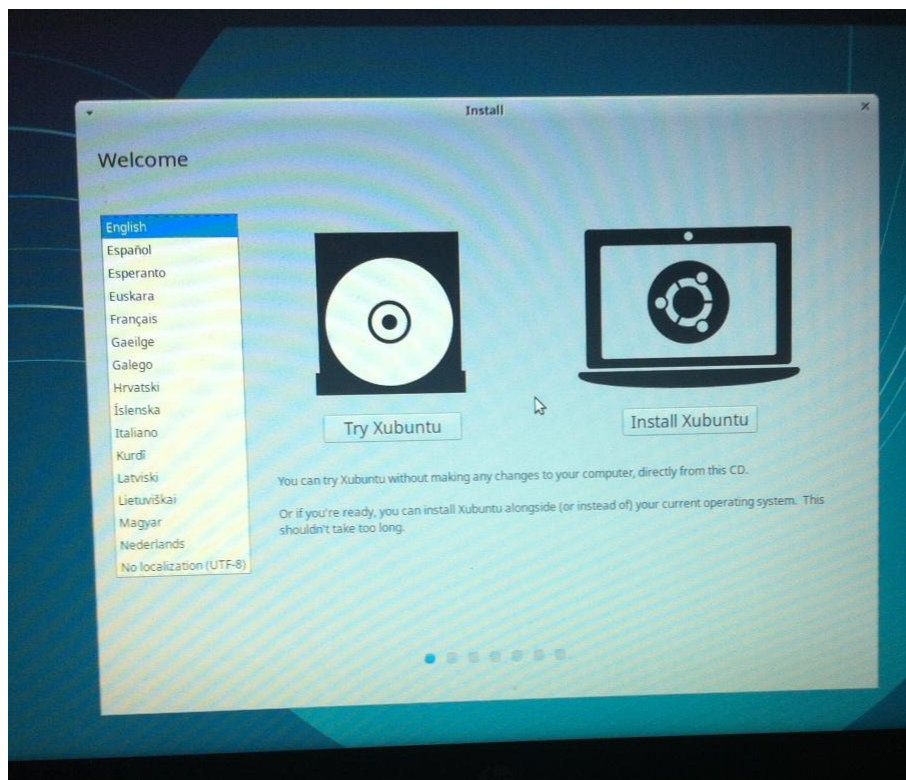 Install
Welcome
English
Español
Esperanto
Euskara
Français
Gaeilge
Galego
Hrvatski
Íslenska
Italiano
Kurdî
Latviski
Lietuviškai
Magyar
Nederlands
No localization (UTF-8)
Try Xubuntu
Install Xubuntu
You can try Xubuntu without making any changes to your computer, directly from this CD.
Or if you're ready, you can install Xubuntu alongside (or instead of) your current operating system. This
shouldn't take too long.